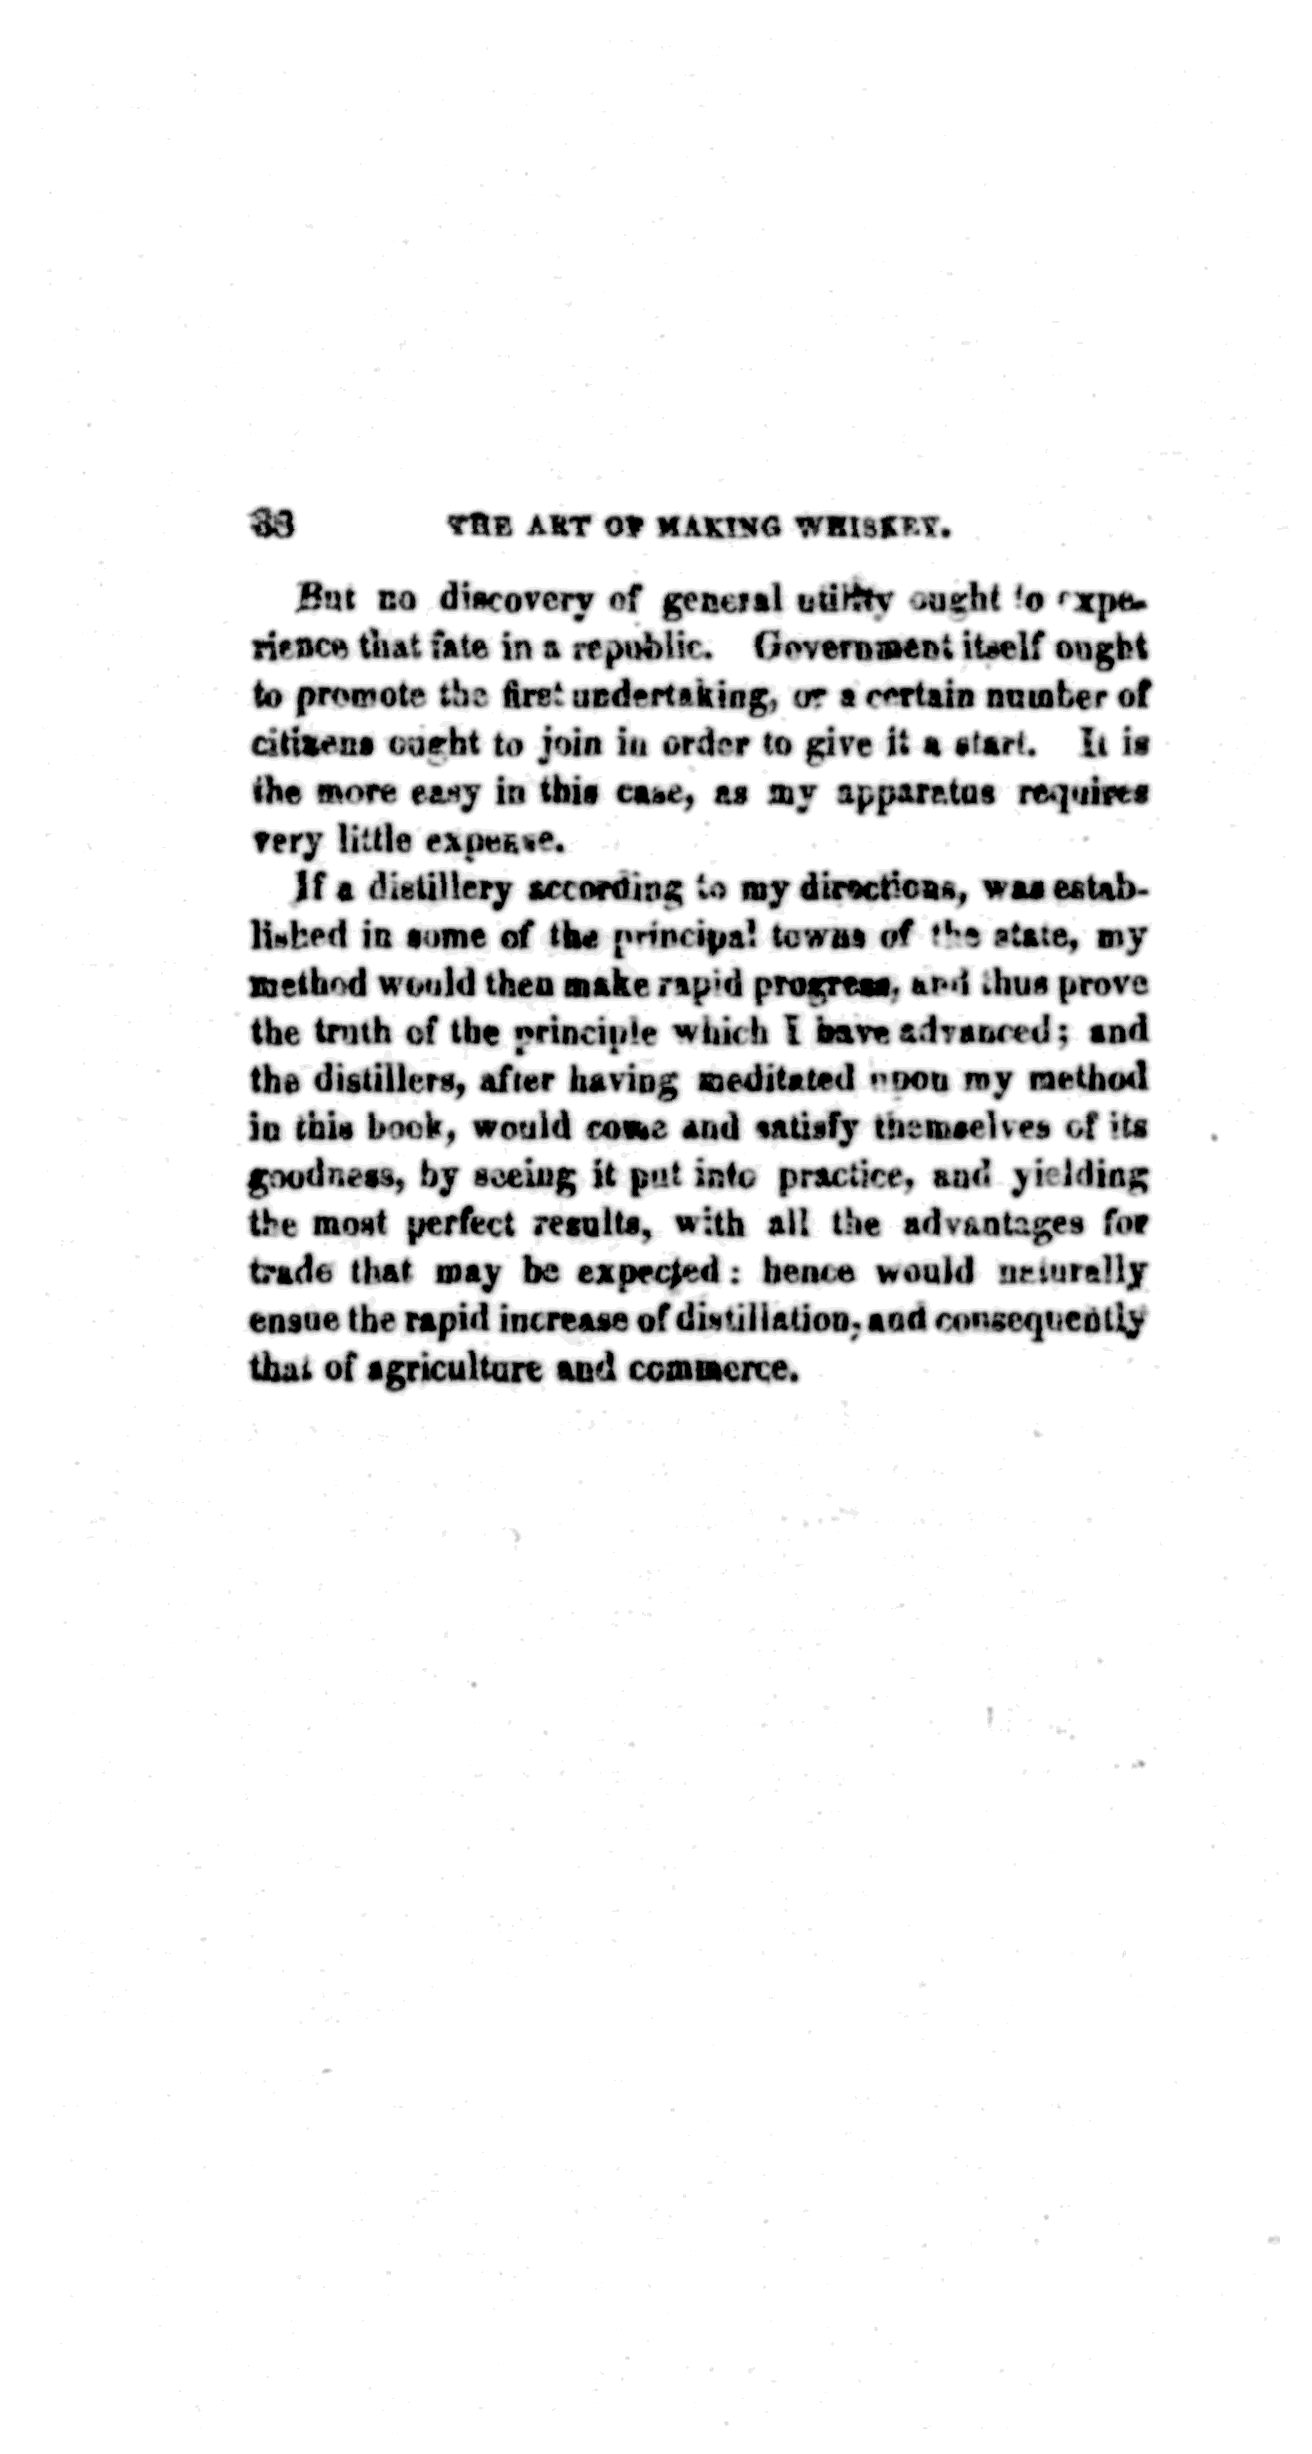 38 THE ART OF MAKING WHISKEY.
But no discovery of general utility ought to expe-
rience that fate in a republic. Government itself ought
to promote the first undertaking, or a certain number of
citizens ought to join in order to give it a start. It is
the more easy in this case, as my apparatus requires
very little expense.
If a distillery according to my directions, was estab-
lished in some of the principal towns of the state, my
method would then make rapid progress, and thus prove
the truth of the principle which I have advanced; and
the distillers, after having meditated upon my method
in this book, would come and satisfy themselves of its
goodness, by seeing it put into practice, and yielding
the most perfect results, with all the advantages for
trade that may be expected: hence would naturally
ensue the rapid increase of distillation, and consequently
that of agriculture and commerce.